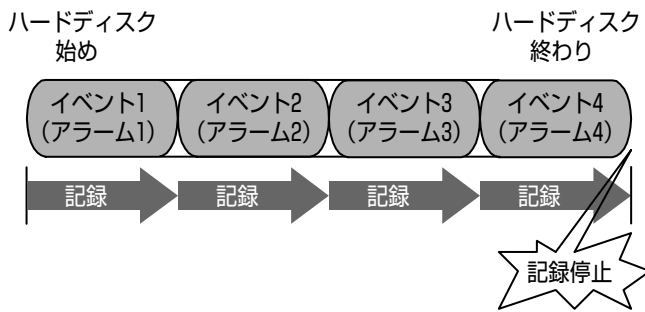 ハードディスク
始め
ハードディスク
終わり
イベント1
（アラーム1）
イベント2
（アラーム2）
イベント3
（アラーム3）
イベント4
（アラーム4）
記録
記録
記録
記録
記録停止